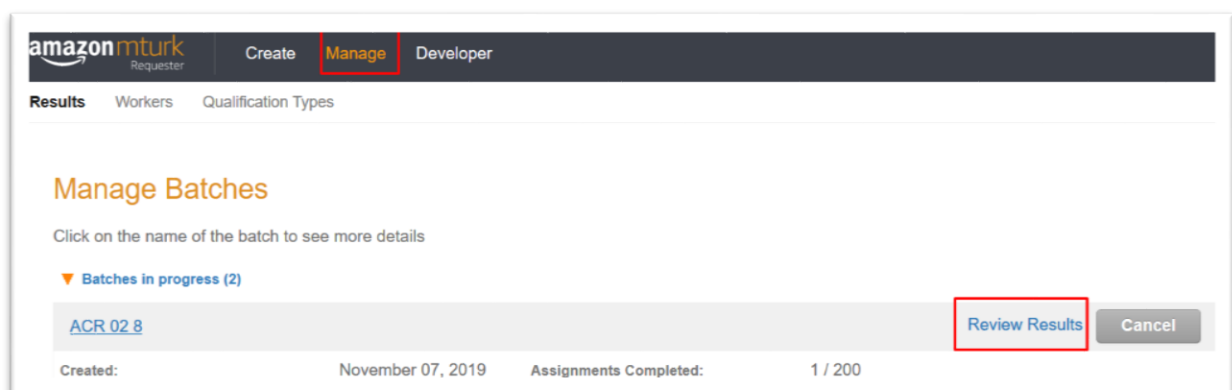 amazon mturk Create Manage Developer
Requester
Results Workers Qualification Types
Manage Batches
Click on the name of the batch to see more details
Batches in progress (2)
ACR 02 8 Review Results Cancel
Created: November 07, 2019 Assignments Completed: 1 / 200